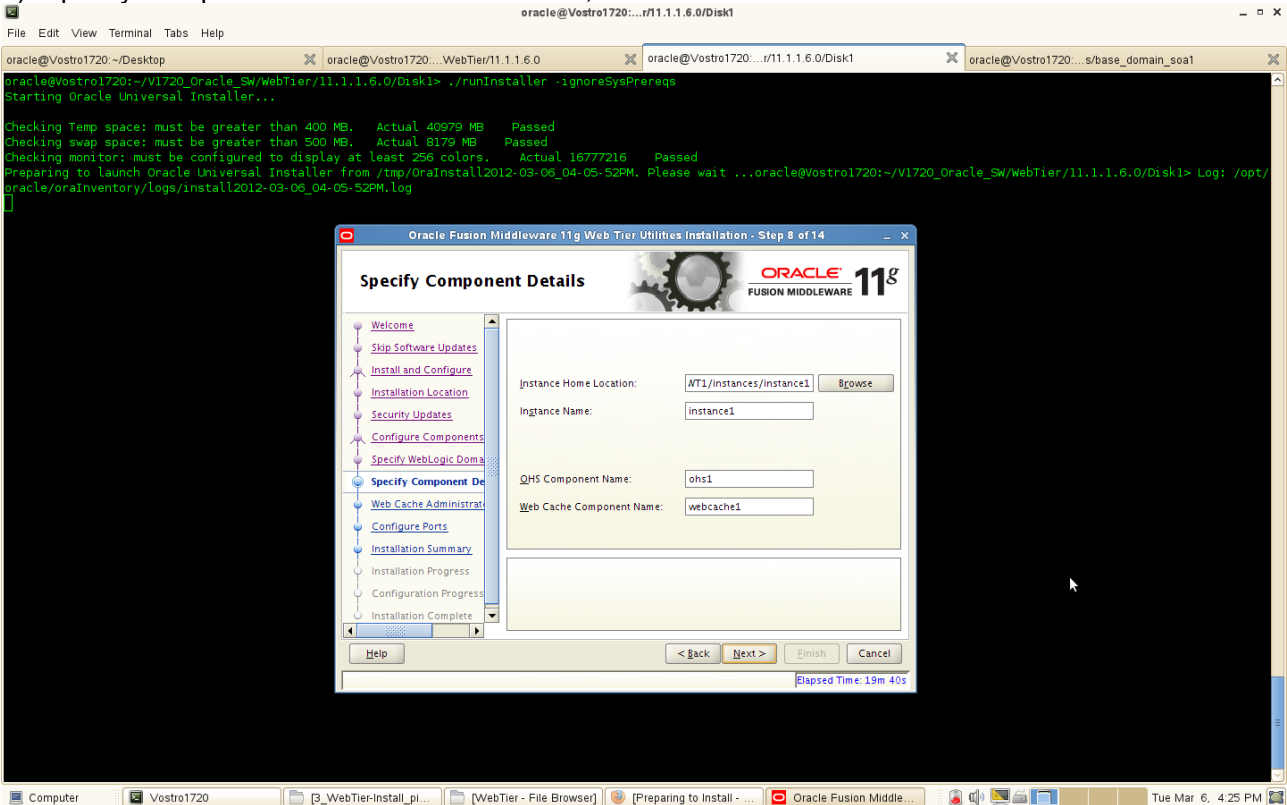 oracle@Vostro1720:...r/11.1.1.6.0/Disk1
File Edit View Terminal Tabs Help
oracle@Vostro1720:~/Desktop
oracle@Vostro1720:...WebTier/11.1.1.6.0
oracle@Vostro1720:...r/11.1.1.6.0/Disk1
oracle@Vostro1720:...s/base_domain_soa1
oracle@Vostro1720:~/V1720_Oracle_SW/WebTier/11.1.1.6.0/Disk1> ./runInstaller -ignoreSysPrereqs
Starting Oracle Universal Installer...
Checking Temp space: must be greater than 400 MB. Actual 40979 MB Passed
Checking swap space: must be greater than 500 MB. Actual 8179 MB Passed
Checking monitor: must be configured to display at least 256 colors. Actual 16777216 Passed
Preparing to launch Oracle Universal Installer from /tmp/OraInstall2012-03-06_04-05-52PM. Please wait ...oracle@Vostro1720:~/V1720_Oracle_SW/WebTier/11.1.1.6.0/Disk1> Log: /opt/
oracle/oraInventory/logs/install2012-03-06_04-05-52PM.log
Oracle Fusion Middleware 11g Web Tier Utilities Installation - Step 8 of 14
Specify Component Details
ORACLE
FUSION MIDDLEWARE 11g
Welcome
Skip Software Updates
Install and Configure
Installation Location
Security Updates
Configure Components
Specify WebLogic Doma
Specify Component De
Web Cache Administrat
Configure Ports
Installation Summary
Installation Progress
Configuration Progress
Installation Complete
Instance Home Location: WT1/instances/instance1 Browse
Instance Name: instance1
OHS Component Name: ohs1
Web Cache Component Name: webcache1
Help < Back Next > Finish Cancel
Elapsed Time: 19m 40s
Computer Vostro1720 [3_WebTier-Install_pi... [WebTier - File Browser] [Preparing to Install - ... Oracle Fusion Middle... Tue Mar 6, 4:25 PM